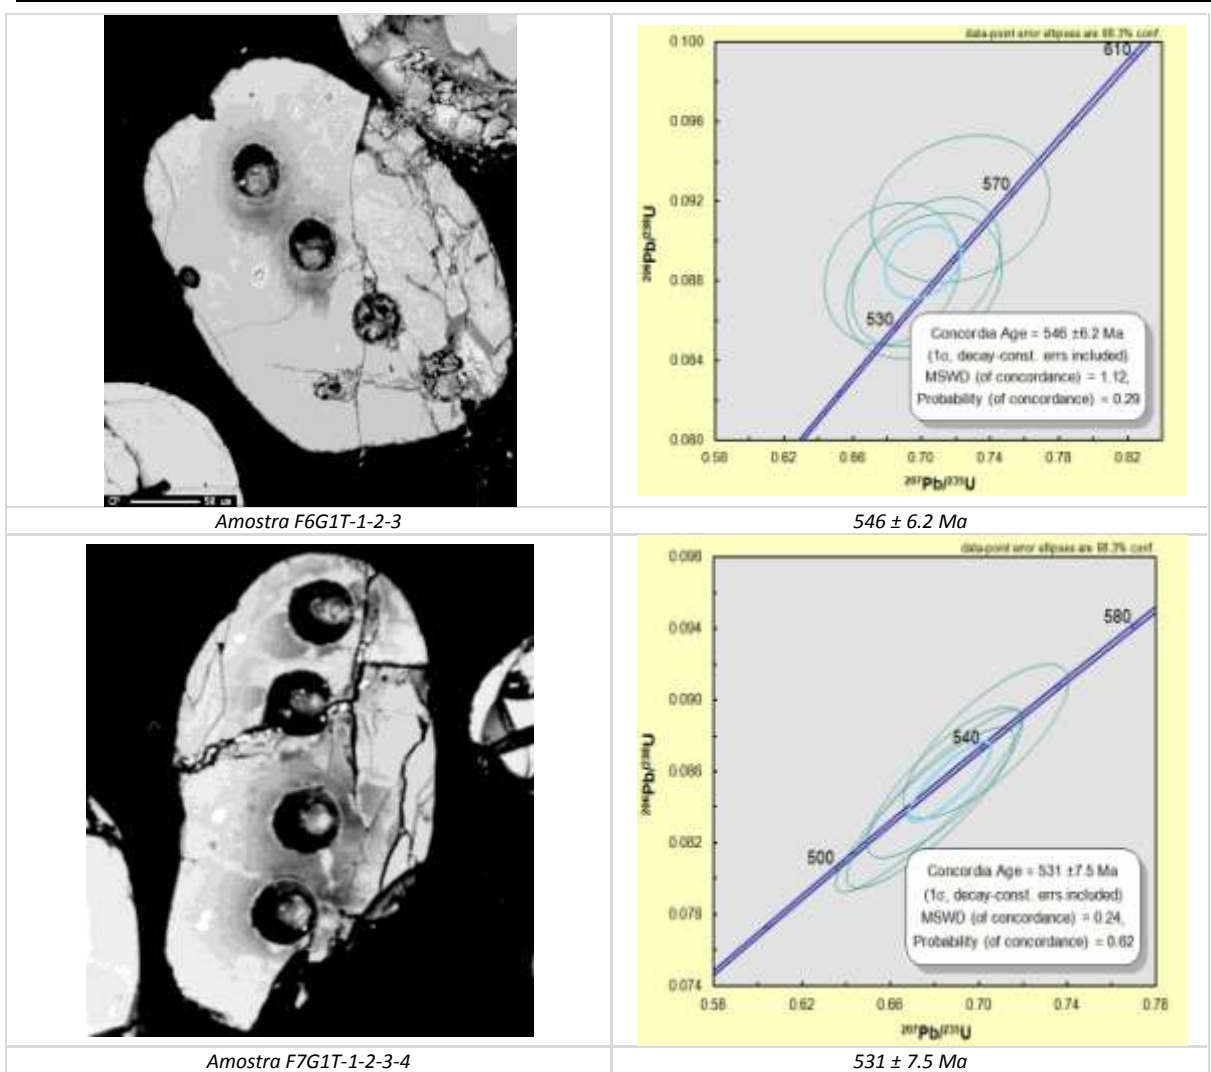 data-point error ellipses are 68.3% conf
0.100
0.096
0.092
0.088
0.084
0.080
0.58 0.62 0.66 0.70 0.74 0.78 0.82
610
570
530
²⁰⁶Pb/²³⁸U
²⁰⁷Pb/²³⁵U
Concordia Age = 546 ±6.2 Ma
(1σ, decay-const. errs included)
MSWD (of concordance) = 1.12,
Probability (of concordance) = 0.29
Amostra F6G1T-1-2-3
546 ± 6.2 Ma
data-point error ellipses are 68.3% conf
0.098
0.094
0.090
0.086
0.082
0.078
0.074
0.58 0.62 0.66 0.70 0.74 0.78
580
540
500
²⁰⁶Pb/²³⁸U
²⁰⁷Pb/²³⁵U
Concordia Age = 531 ±7.5 Ma
(1σ, decay-const. errs included)
MSWD (of concordance) = 0.24,
Probability (of concordance) = 0.62
Amostra F7G1T-1-2-3-4
531 ± 7.5 Ma